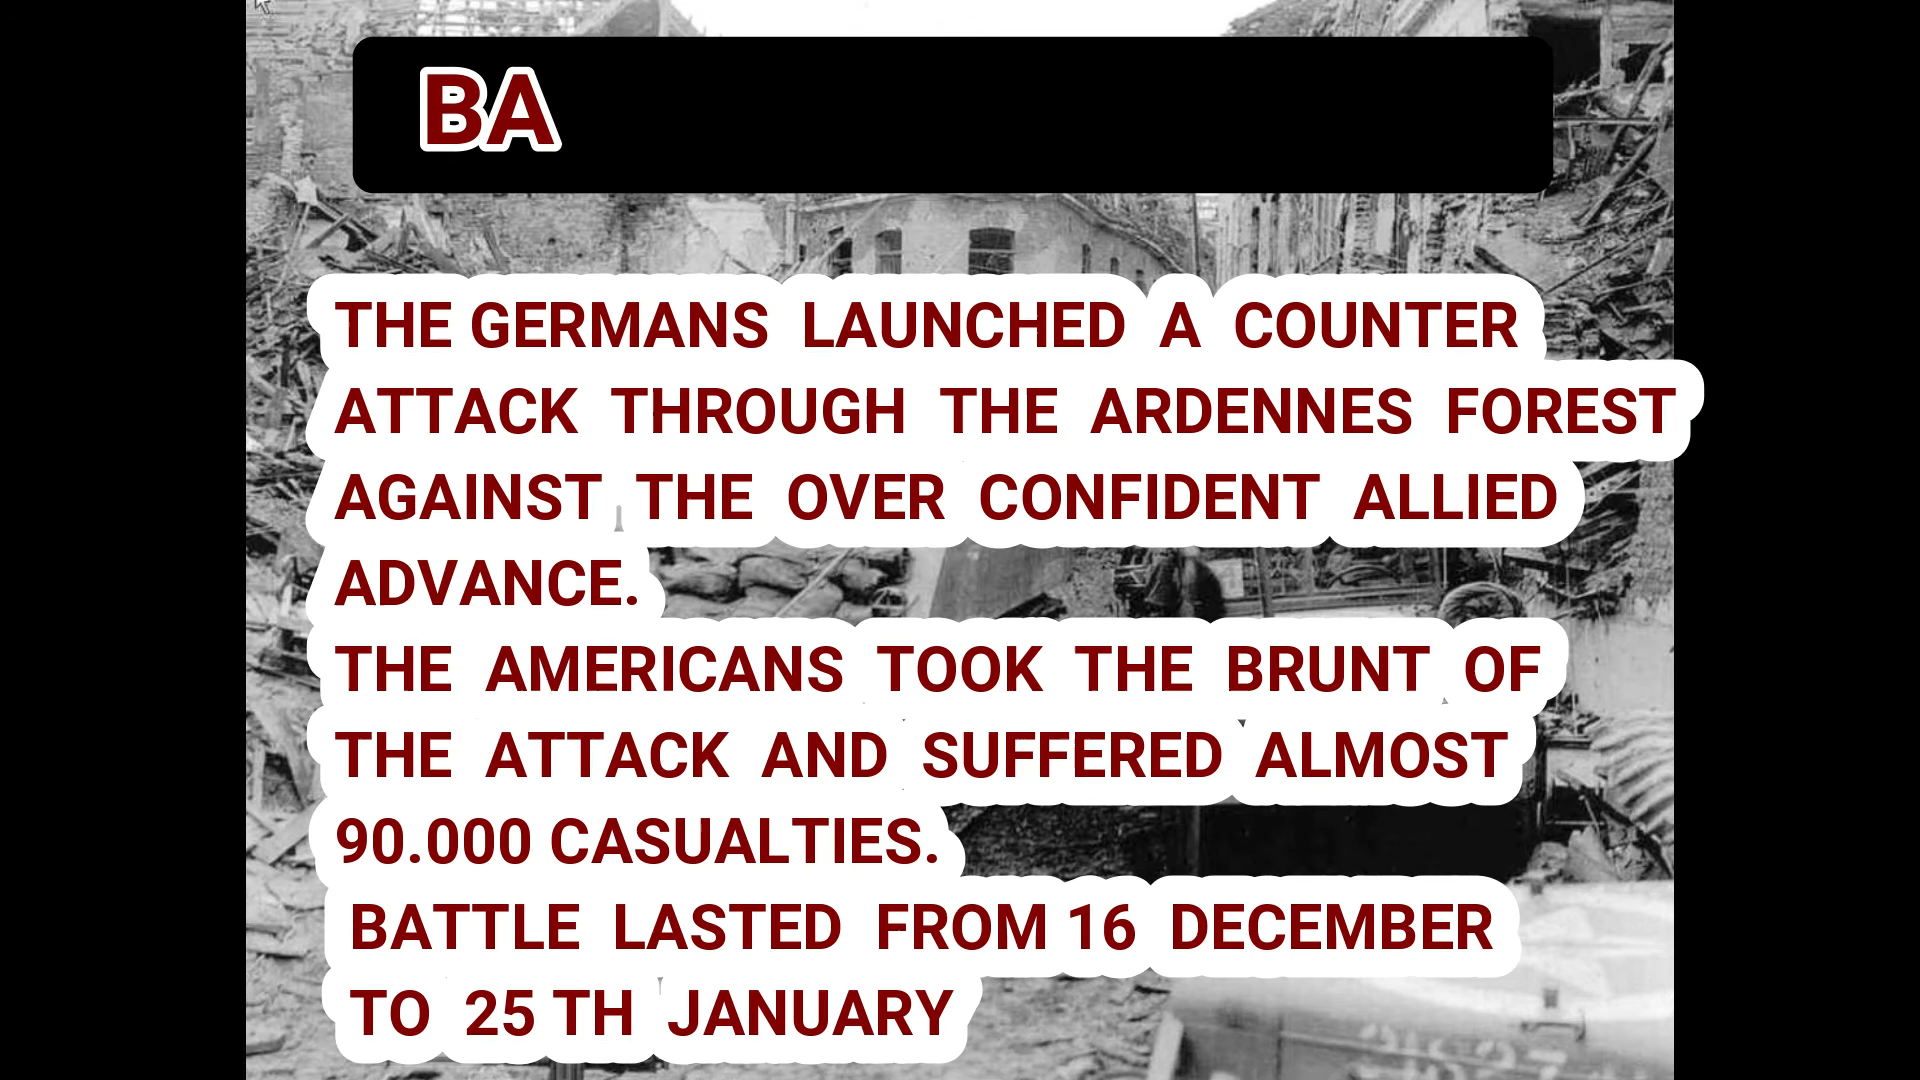 BA
THE GERMANS LAUNCHED A COUNTER
ATTACK THROUGH THE ARDENNES FOREST
AGAINST THE OVER CONFIDENT ALLIED
ADVANCE.
THE AMERICANS TOOK THE BRUNT OF
THE ATTACK AND SUFFERED ALMOST
90.000 CASUALTIES.
BATTLE LASTED FROM 16 DECEMBER
TO 25 TH JANUARY